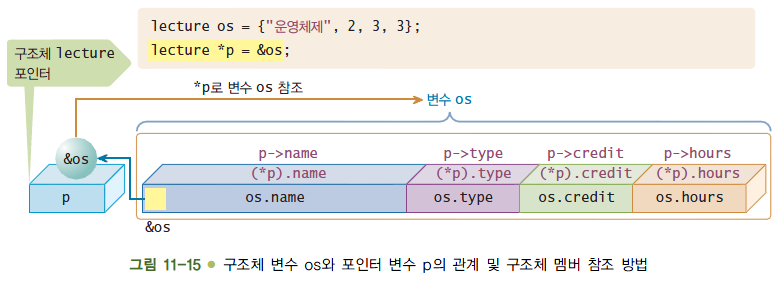 lecture os = {"운영체제", 2, 3, 3};
lecture *p = &os;
구조체 lecture
포인터
*p로 변수 os 참조
변수 os
&os
p->name p->type p->credit p->hours
(*p).name (*p).type (*p).credit (*p).hours
p os.name os.type os.credit os.hours
&os
그림 11-15 구조체 변수 os와 포인터 변수 p의 관계 및 구조체 멤버 참조 방법